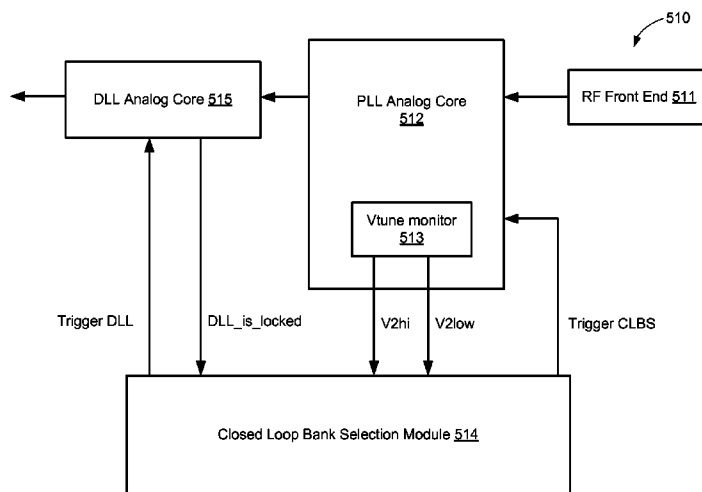 510
DLL Analog Core 515
PLL Analog Core
512
RF Front End 511
Vtune monitor
513
Trigger DLL
DLL_is_locked
V2hi
V2low
Trigger CLBS
Closed Loop Bank Selection Module 514